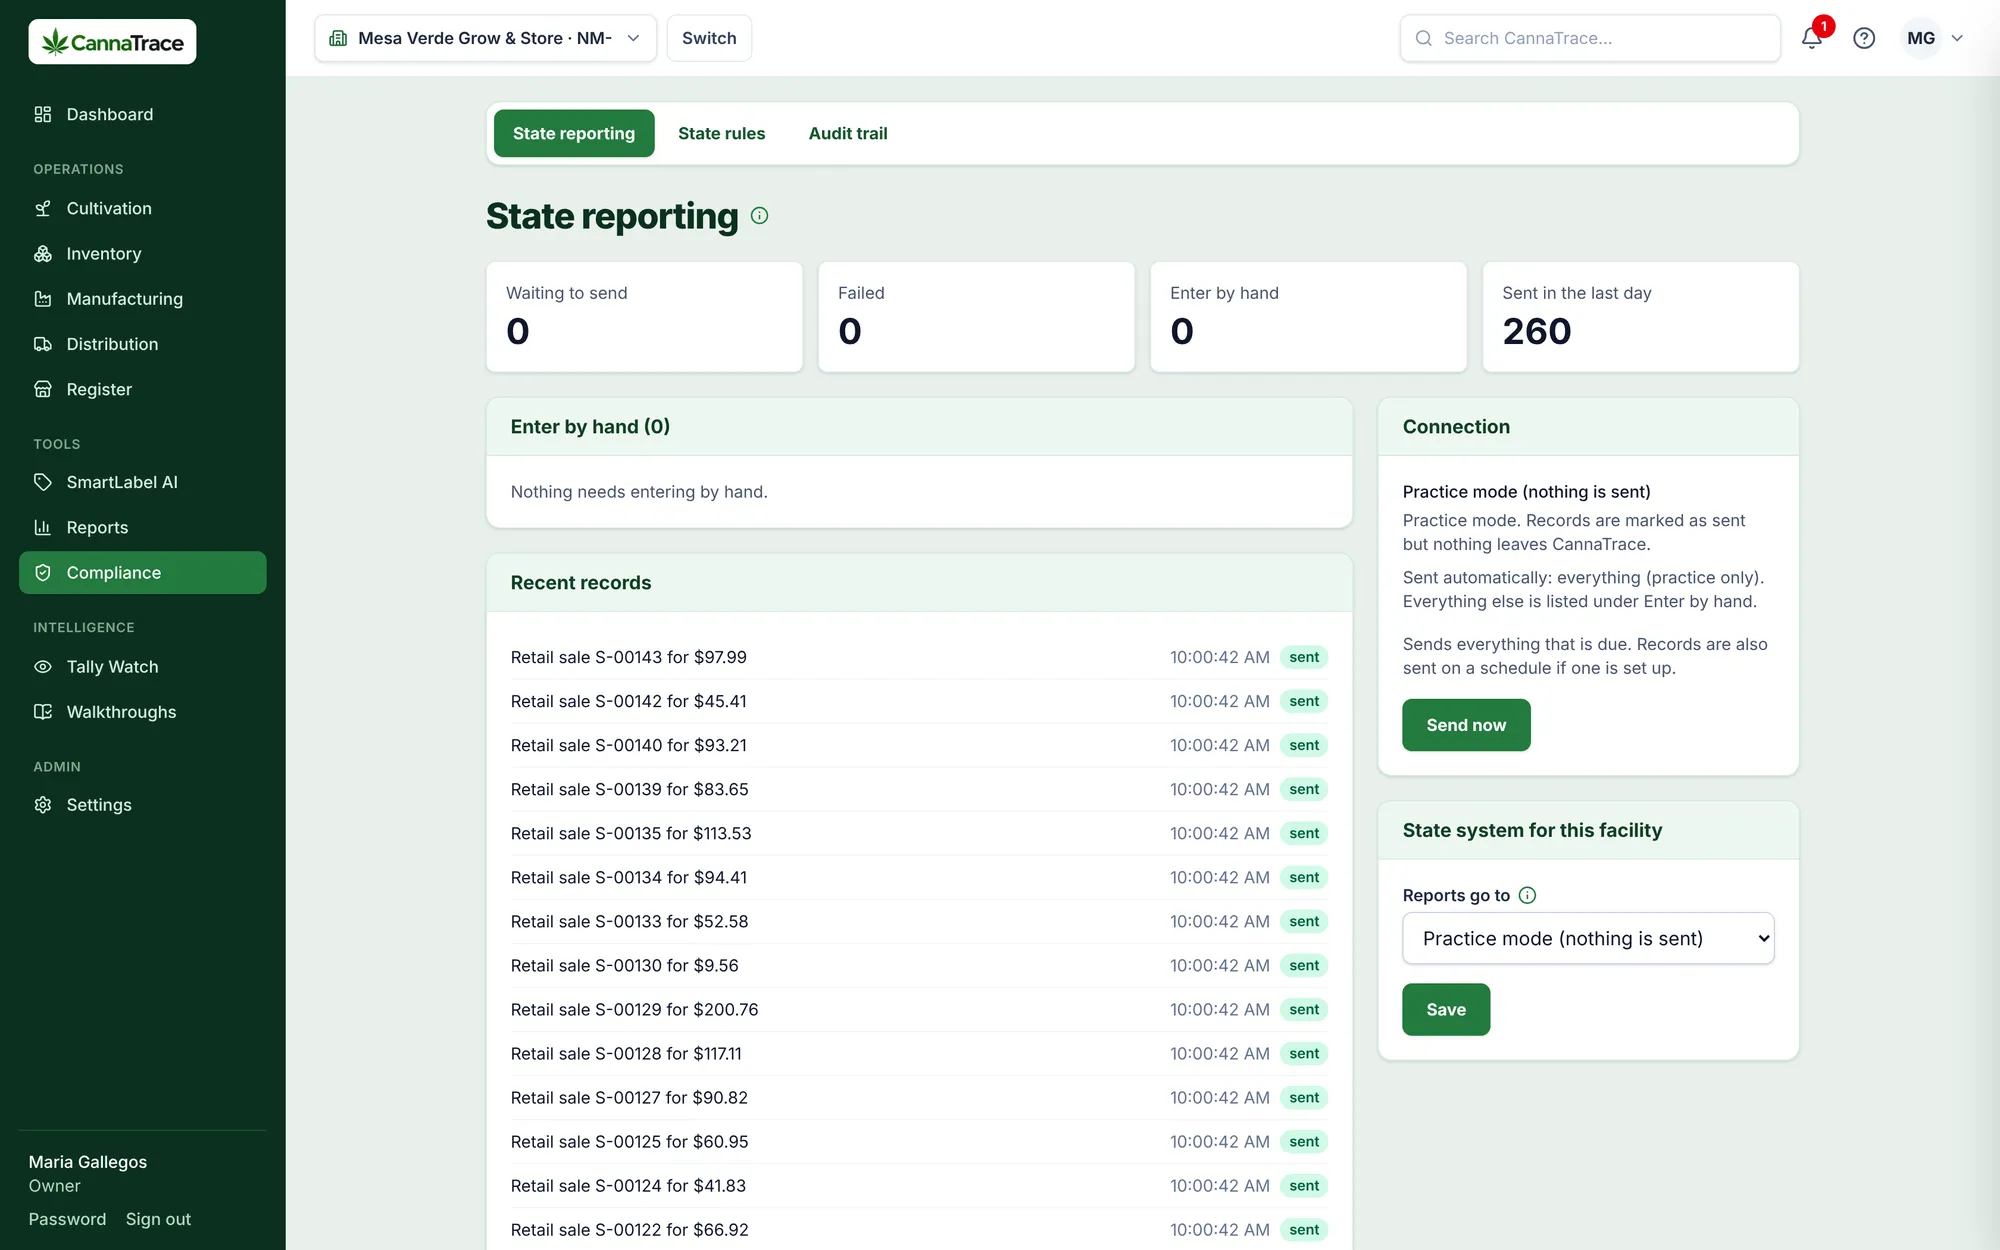 CannaTrace
Dashboard
OPERATIONS
Cultivation
Inventory
Manufacturing
Distribution
Register
TOOLS
SmartLabel AI
Reports
Compliance
INTELLIGENCE
Tally Watch
Walkthroughs
ADMIN
Settings
Maria Gallegos
Owner
Password Sign out
Mesa Verde Grow & Store · NM-
Switch
Search CannaTrace...
1
MG
State reporting State rules Audit trail
State reporting
Waiting to send
0
Failed
0
Enter by hand
0
Sent in the last day
260
Enter by hand (0)
Nothing needs entering by hand.
Recent records
Retail sale S-00143 for $97.99 10:00:42 AM sent
Retail sale S-00142 for $45.41 10:00:42 AM sent
Retail sale S-00140 for $93.21 10:00:42 AM sent
Retail sale S-00139 for $83.65 10:00:42 AM sent
Retail sale S-00135 for $113.53 10:00:42 AM sent
Retail sale S-00134 for $94.41 10:00:42 AM sent
Retail sale S-00133 for $52.58 10:00:42 AM sent
Retail sale S-00130 for $9.56 10:00:42 AM sent
Retail sale S-00129 for $200.76 10:00:42 AM sent
Retail sale S-00128 for $117.11 10:00:42 AM sent
Retail sale S-00127 for $90.82 10:00:42 AM sent
Retail sale S-00125 for $60.95 10:00:42 AM sent
Retail sale S-00124 for $41.83 10:00:42 AM sent
Retail sale S-00122 for $66.92 10:00:42 AM sent
Connection
Practice mode (nothing is sent)
Practice mode. Records are marked as sent
but nothing leaves CannaTrace.
Sent automatically: everything (practice only).
Everything else is listed under Enter by hand.
Sends everything that is due. Records are also
sent on a schedule if one is set up.
Send now
State system for this facility
Reports go to
Practice mode (nothing is sent)
Save